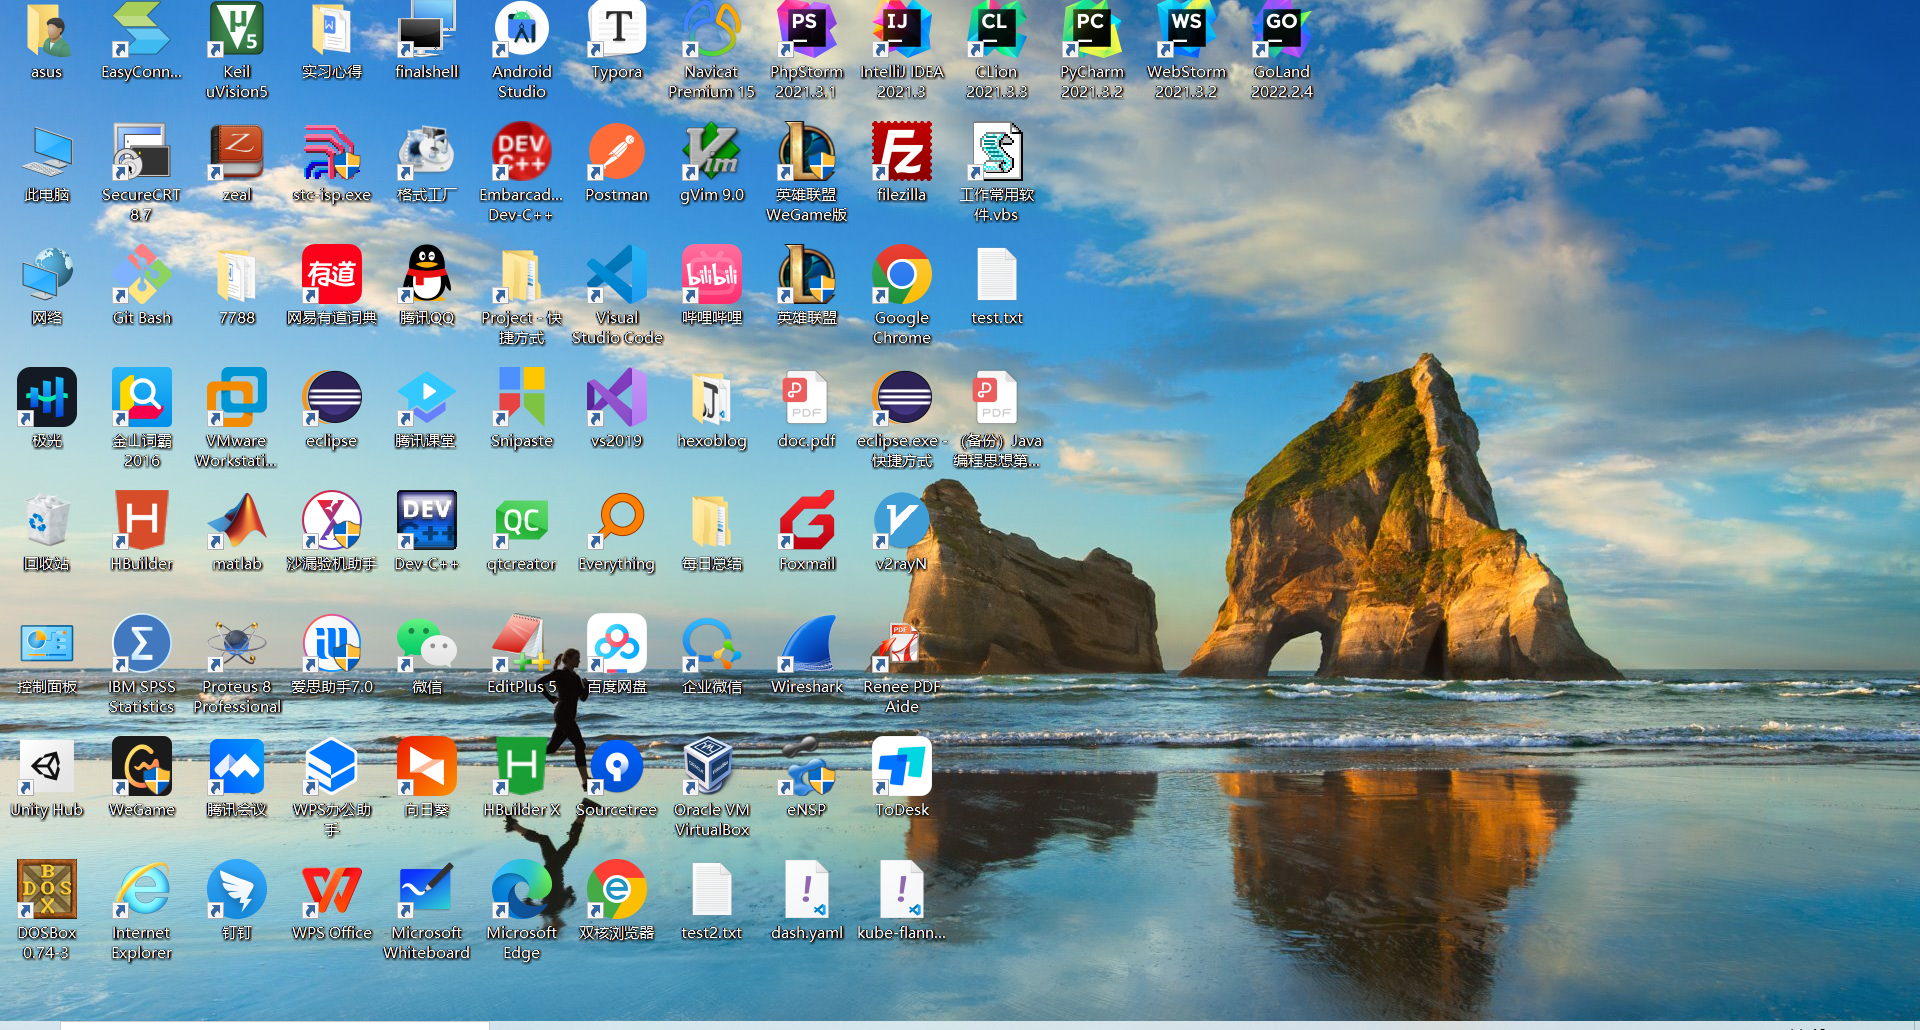 asus
EasyConn...
Keil
uVision5
实习心得
finalshell
Android
Studio
Typora
Navicat
Premium 15
PhpStorm
2021.3.1
IntelliJ IDEA
2021.3
CLion
2021.3.3
PyCharm
2021.3.2
WebStorm
2021.3.2
GoLand
2022.2.4
此电脑
SecureCRT
8.7
zeal
stc-isp.exe
格式工厂
Embarcad...
Dev-C++
Postman
gVim 9.0
英雄联盟
WeGame版
filezilla
工作常用软
件.vbs
网络
Git Bash
7788
网易有道词典
腾讯QQ
Project - 快
捷方式
Visual
Studio Code
哔哩哔哩
英雄联盟
Google
Chrome
test.txt
极光
金山词霸
2016
VMware
Workstati...
eclipse
腾讯课堂
Snipaste
vs2019
hexoblog
doc.pdf
eclipse.exe -
快捷方式
（备份）Java
编程思想第...
回收站
HBuilder
matlab
沙漏验机助手
Dev-C++
qtcreator
Everything
每日总结
Foxmail
v2rayN
控制面板
IBM SPSS
Statistics
Proteus 8
Professional
爱思助手7.0
微信
EditPlus 5
百度网盘
企业微信
Wireshark
Renee PDF
Aide
Unity Hub
WeGame
腾讯会议
WPS办公助
手
向日葵
HBuilder X
Sourcetree
Oracle VM
VirtualBox
eNSP
ToDesk
DOSBox
0.74-3
Internet
Explorer
钉钉
WPS Office
Microsoft
Whiteboard
Microsoft
Edge
双核浏览器
test2.txt
dash.yaml
kube-flann...